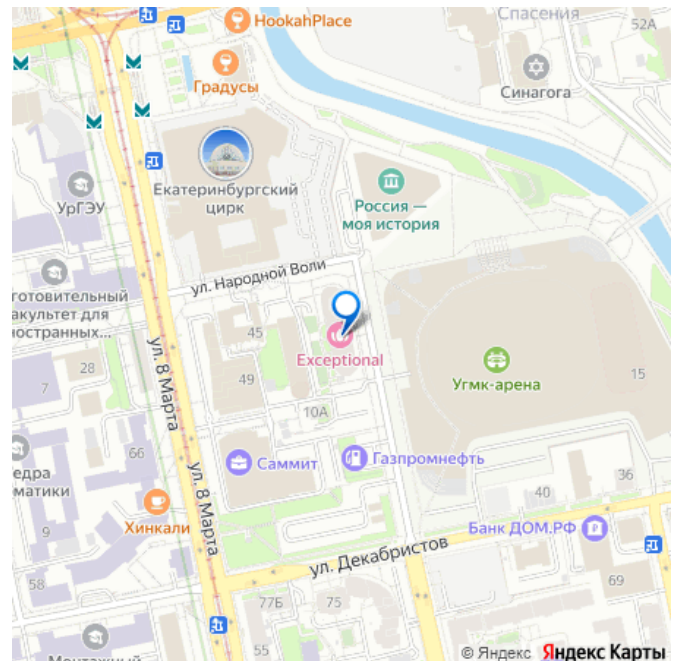 HookahPlace
Спасения
52А
Градусы
Синагога
Екатеринбургский
цирк
УрГЭУ
Россия —
моя история
готовительный
акультет для
ностранных...
ул. Народной Воли
45
Exceptional
ул. 8 Марта
28
49
7
Угмк-арена
15
10А
66
Саммит
Газпромнефть
едра
матики
ул. 8 Марта
Хинкали
9
36
40
Банк ДОМ.РФ
ул. Декабристов
58
69
77Б
75
55
Монтажный
© Яндекс Яндекс Карты